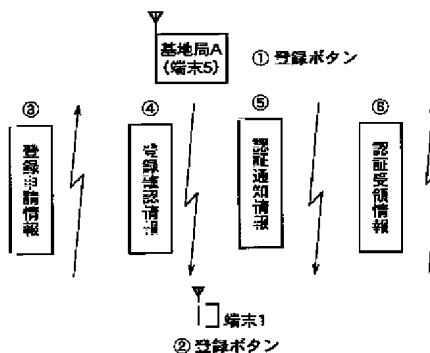 基地局A
(端末5)
① 登録ボタン
③
④
⑤
⑥
登録申請情報
登録確認情報
認証通知情報
認証受領情報
端末1
② 登録ボタン